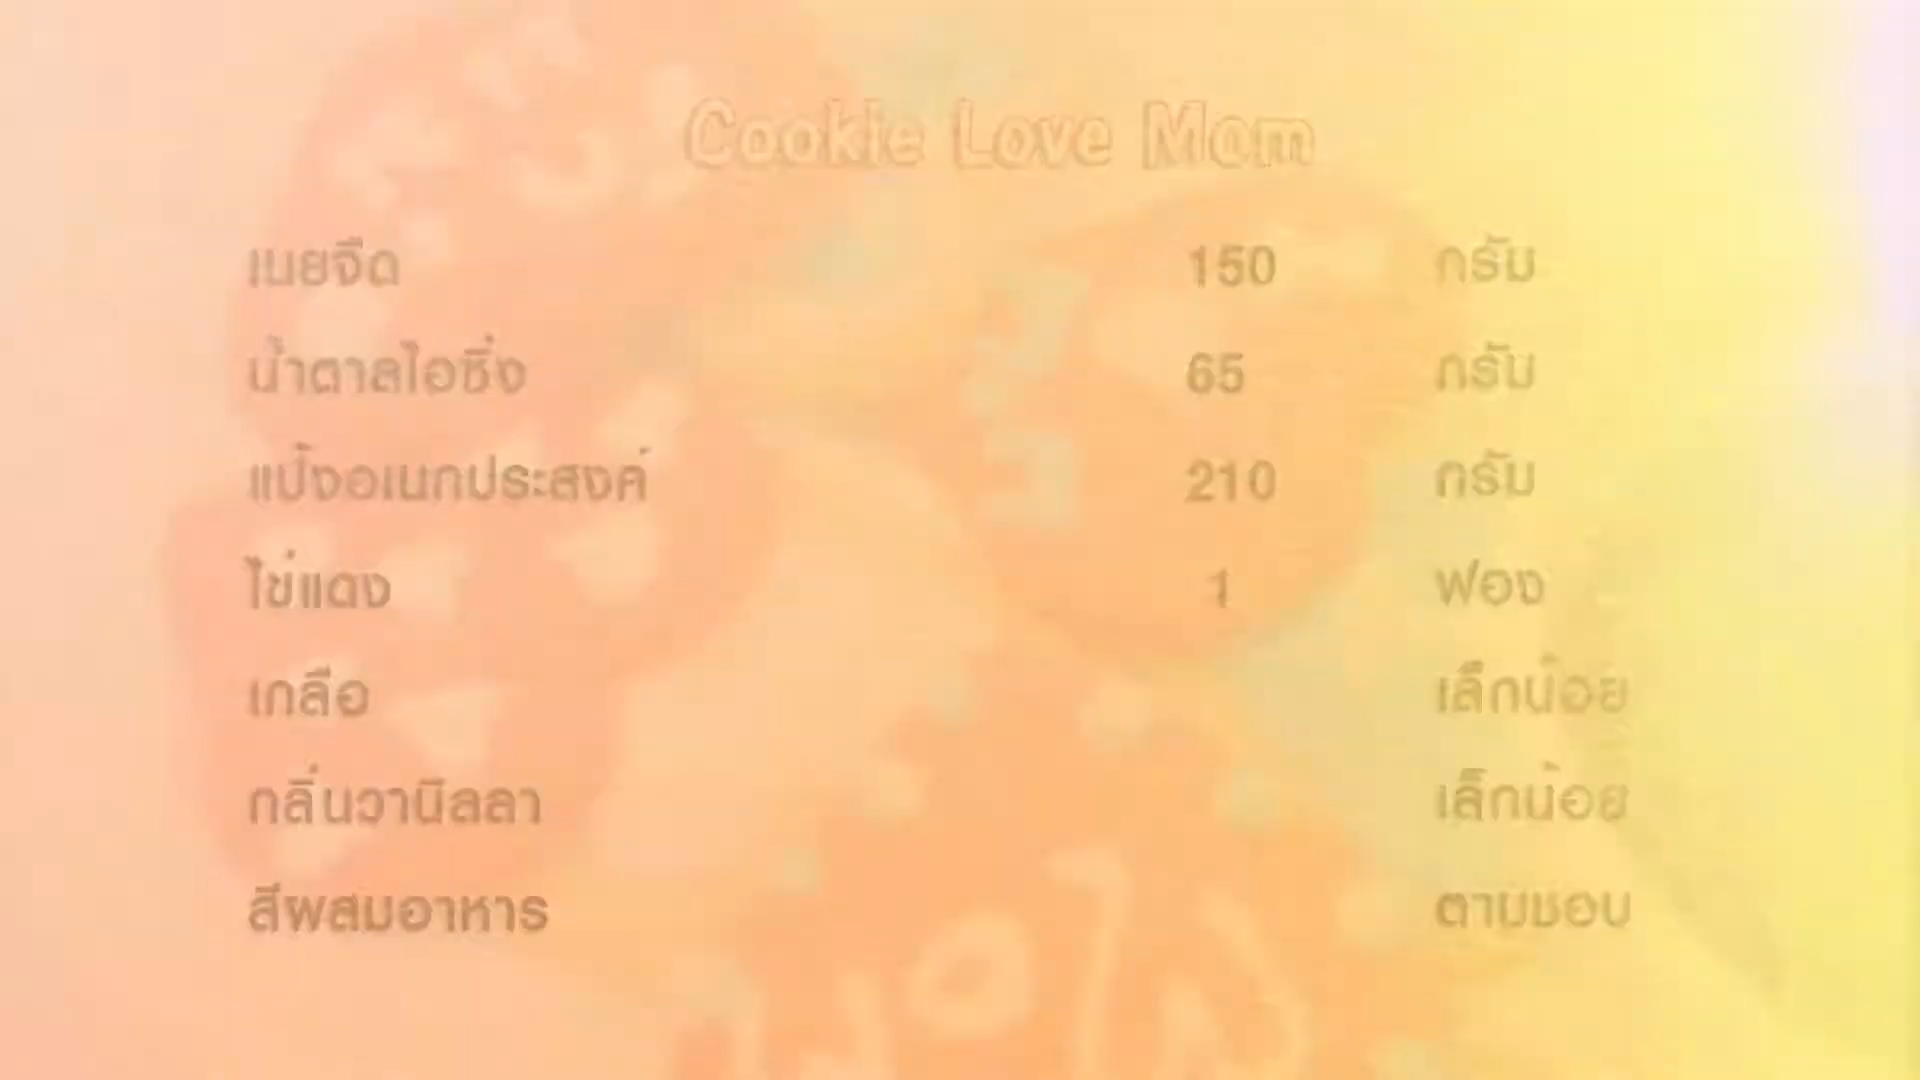 Cookie Love Mom
เนยจืด 150 กรัม
น้ำตาลไอซิ่ง 65 กรัม
แป้งอเนกประสงค์ 210 กรัม
ไข่แดง 1 ฟอง
เกลือ เล็กน้อย
กลิ่นวานิลลา เล็กน้อย
สีผสมอาหาร ตามชอบ